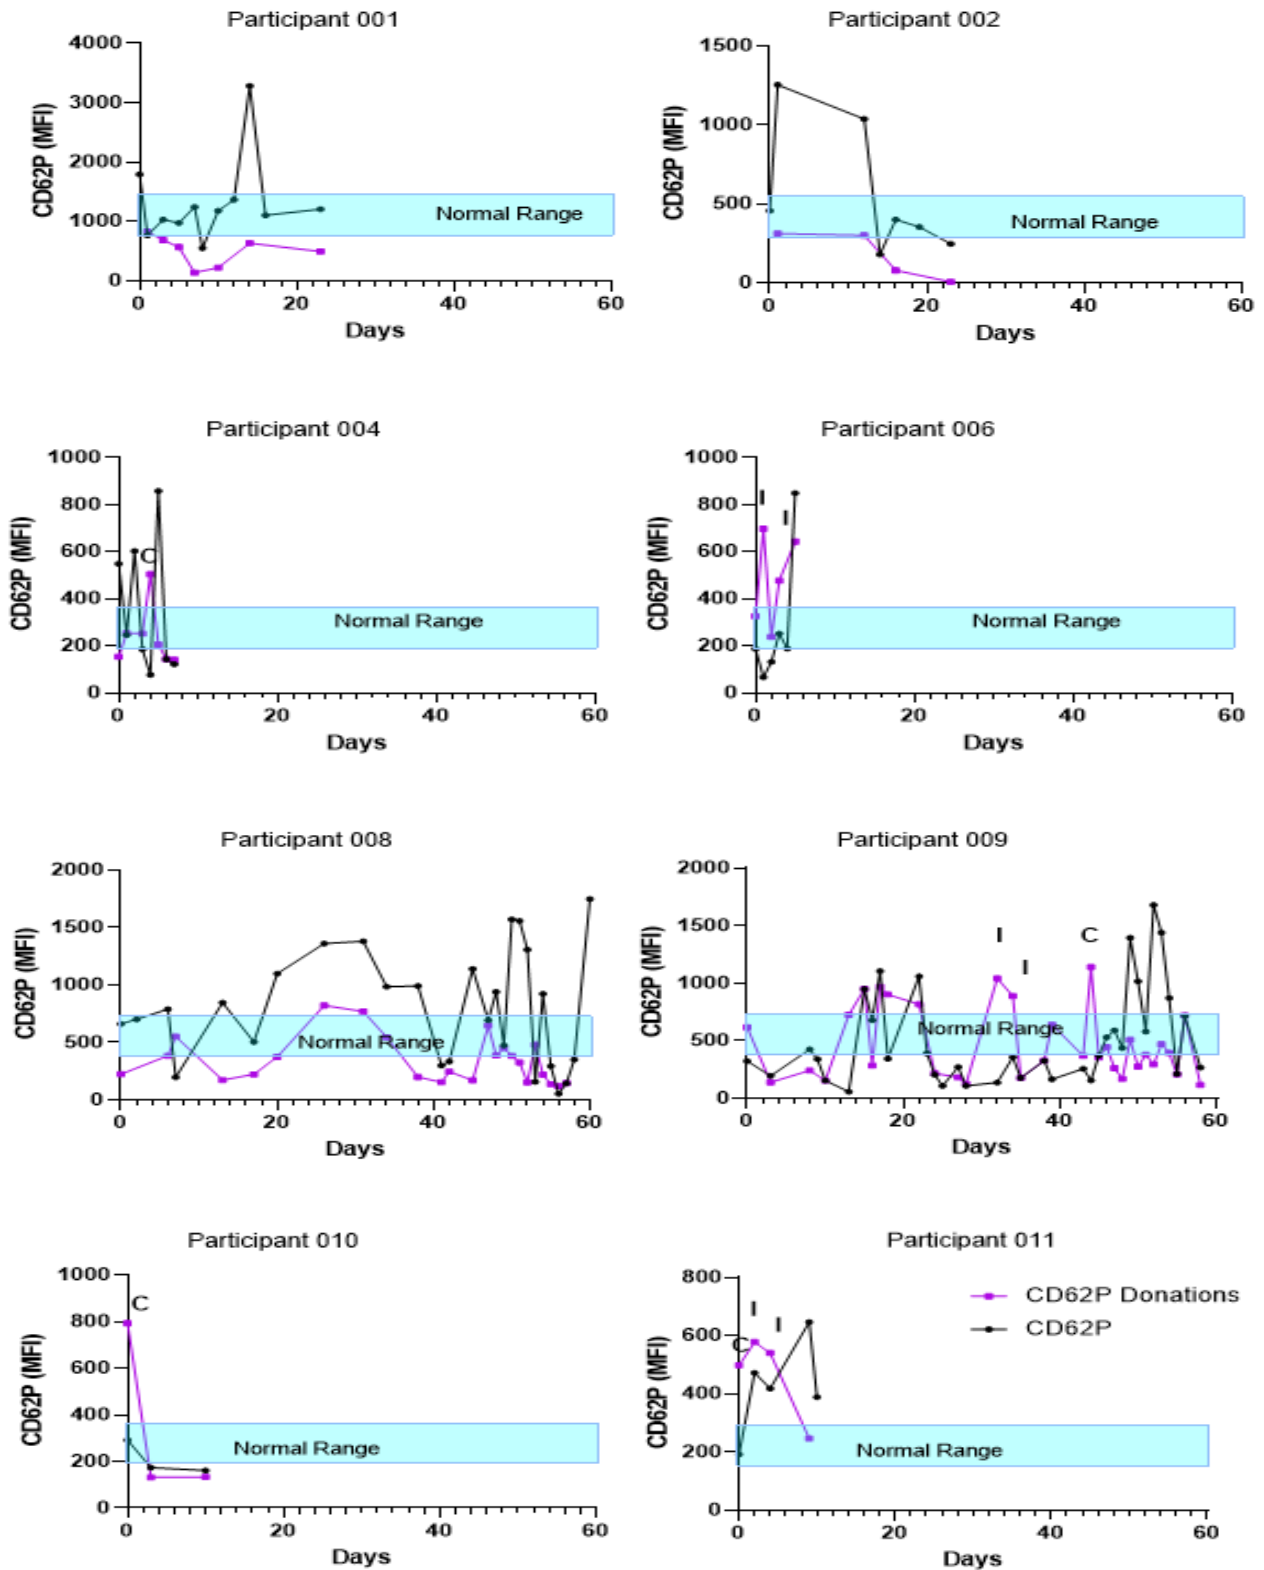 Participant 001
4000
3000
2000
1000
0
CD62P (MFI)
Normal Range
0 20 40 60
Days
Participant 002
1500
1000
500
0
CD62P (MFI)
Normal Range
0 20 40 60
Days
Participant 004
1000
800
600
400
200
0
CD62P (MFI)
C
Normal Range
0 20 40 60
Days
Participant 006
1000
800
600
400
200
0
CD62P (MFI)
I
I
Normal Range
0 20 40 60
Days
Participant 008
2000
1500
1000
500
0
CD62P (MFI)
Normal Range
0 20 40 60
Days
Participant 009
2000
1500
1000
500
0
CD62P (MFI)
I C
I
Normal Range
0 20 40 60
Days
Participant 010
1000
800
600
400
200
0
CD62P (MFI)
C
Normal Range
0 20 40 60
Days
Participant 011
800
600
400
200
0
CD62P (MFI)
I
I
C
CD62P Donations
CD62P
Normal Range
0 20 40 60
Days